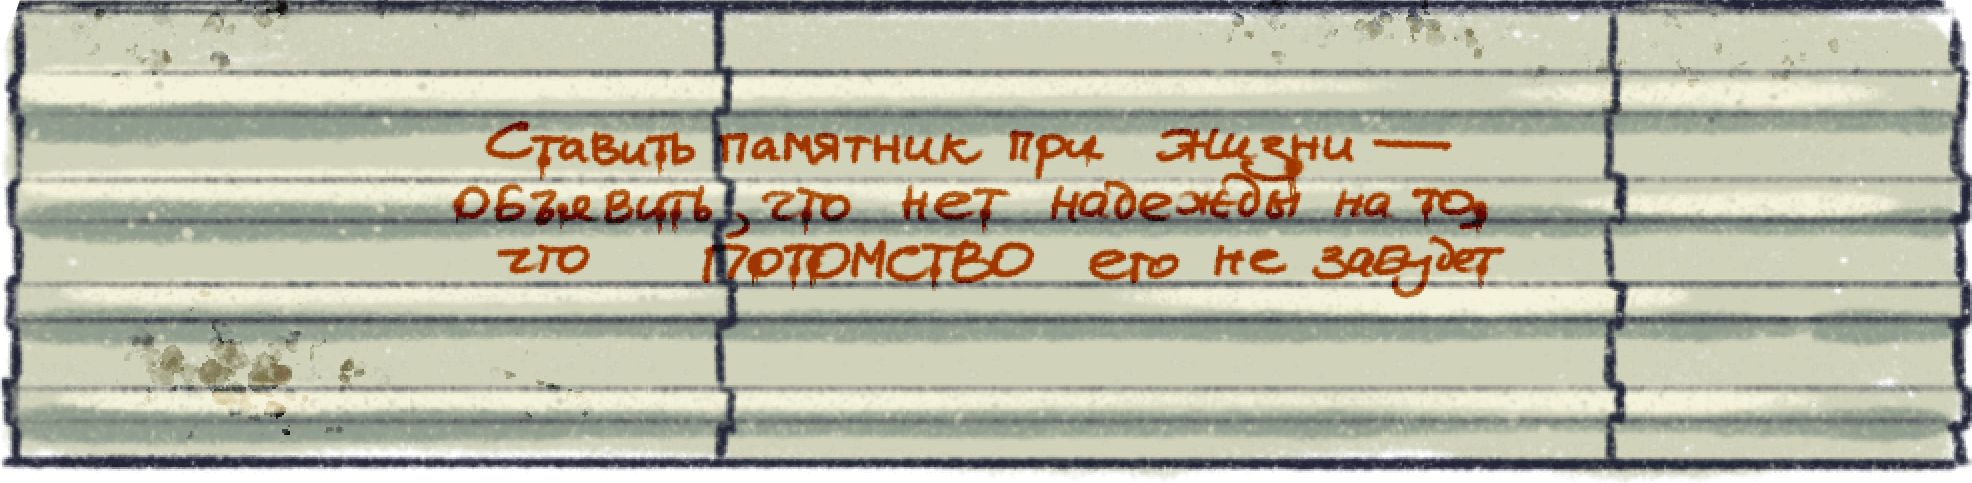 Ставить памятник при жизни —
Объявить, что нет надежды на то,
что ПОТОМСТВО его не забудет